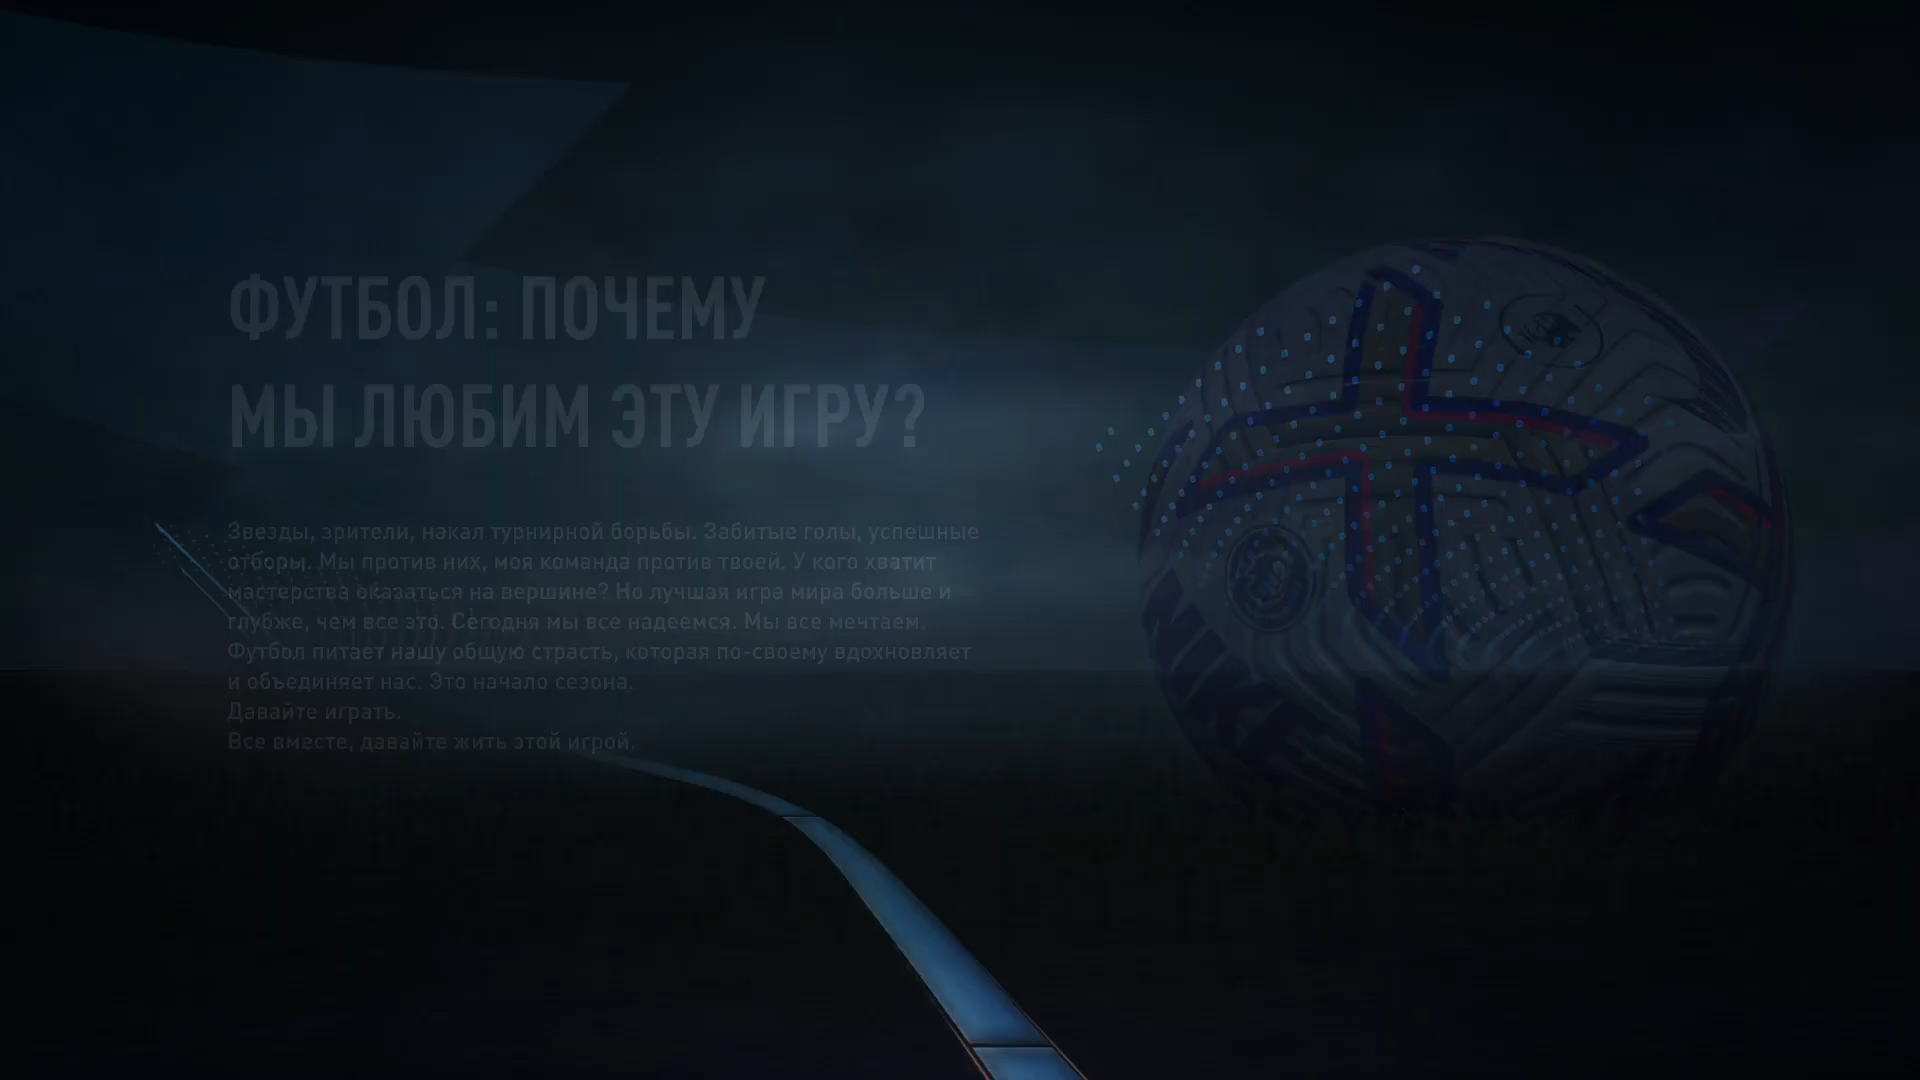 ФУТБОЛ: ПОЧЕМУ
МЫ ЛЮБИМ ЭТУ ИГРУ?
Звезды, зрители, накал турнирной борьбы. Забитые голы, успешные
отборы. Мы против них, моя команда против твоей. У кого хватит
мастерства оказаться на вершине? Но лучшая игра мира больше и
глубже, чем все это. Сегодня мы все надеемся. Мы все мечтаем.
Футбол питает нашу общую страсть, которая по-своему вдохновляет
и объединяет нас. Это начало сезона.
Давайте играть.
Все вместе, давайте жить этой игрой.